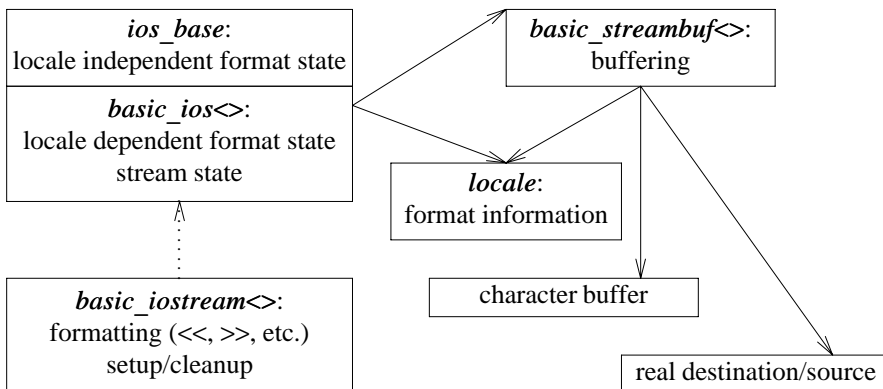 ios_base:
locale independent format state
basic_ios<>:
locale dependent format state
stream state
basic_streambuf<>:
buffering
locale:
format information
character buffer
basic_iostream<>:
formatting (<<, >>, etc.)
setup/cleanup
real destination/source